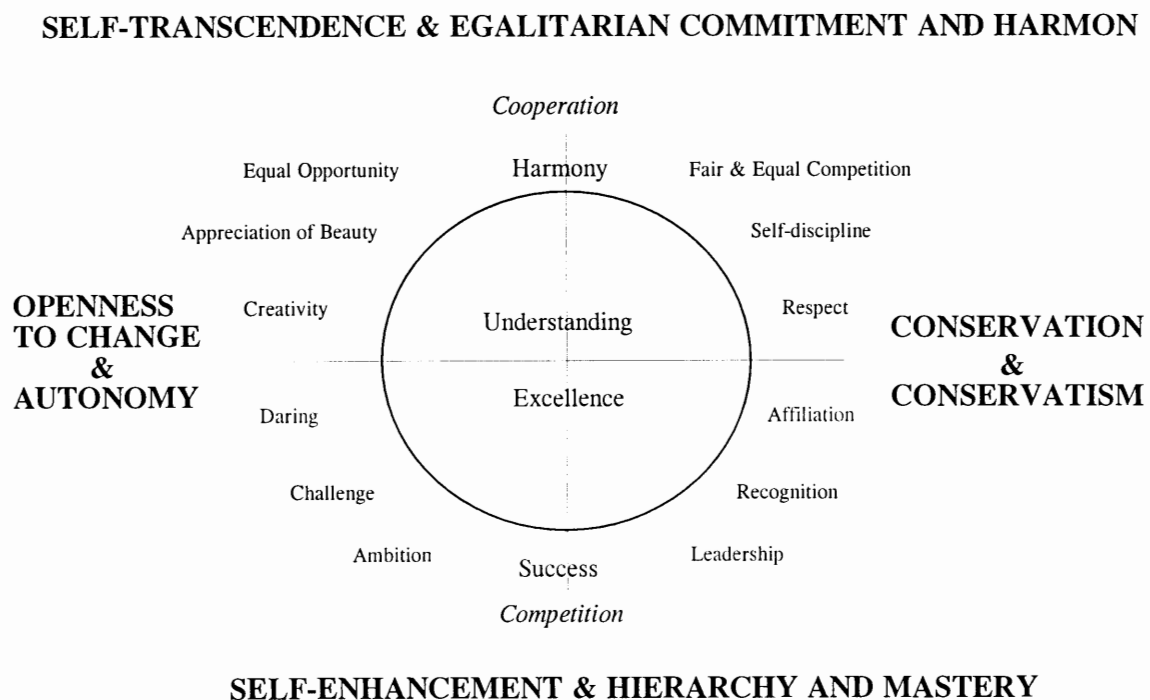 SELF-TRANSCENDENCE & EGALITARIAN COMMITMENT AND HARMON
Cooperation
Equal Opportunity
Harmony
Fair & Equal Competition
Appreciation of Beauty
Self-discipline
OPENNESS
TO CHANGE
&
AUTONOMY
Creativity
Understanding
Respect
CONSERVATION
&
CONSERVATISM
Daring
Excellence
Affiliation
Challenge
Recognition
Ambition
Success
Leadership
Competition
SELF-ENHANCEMENT & HIERARCHY AND MASTERY